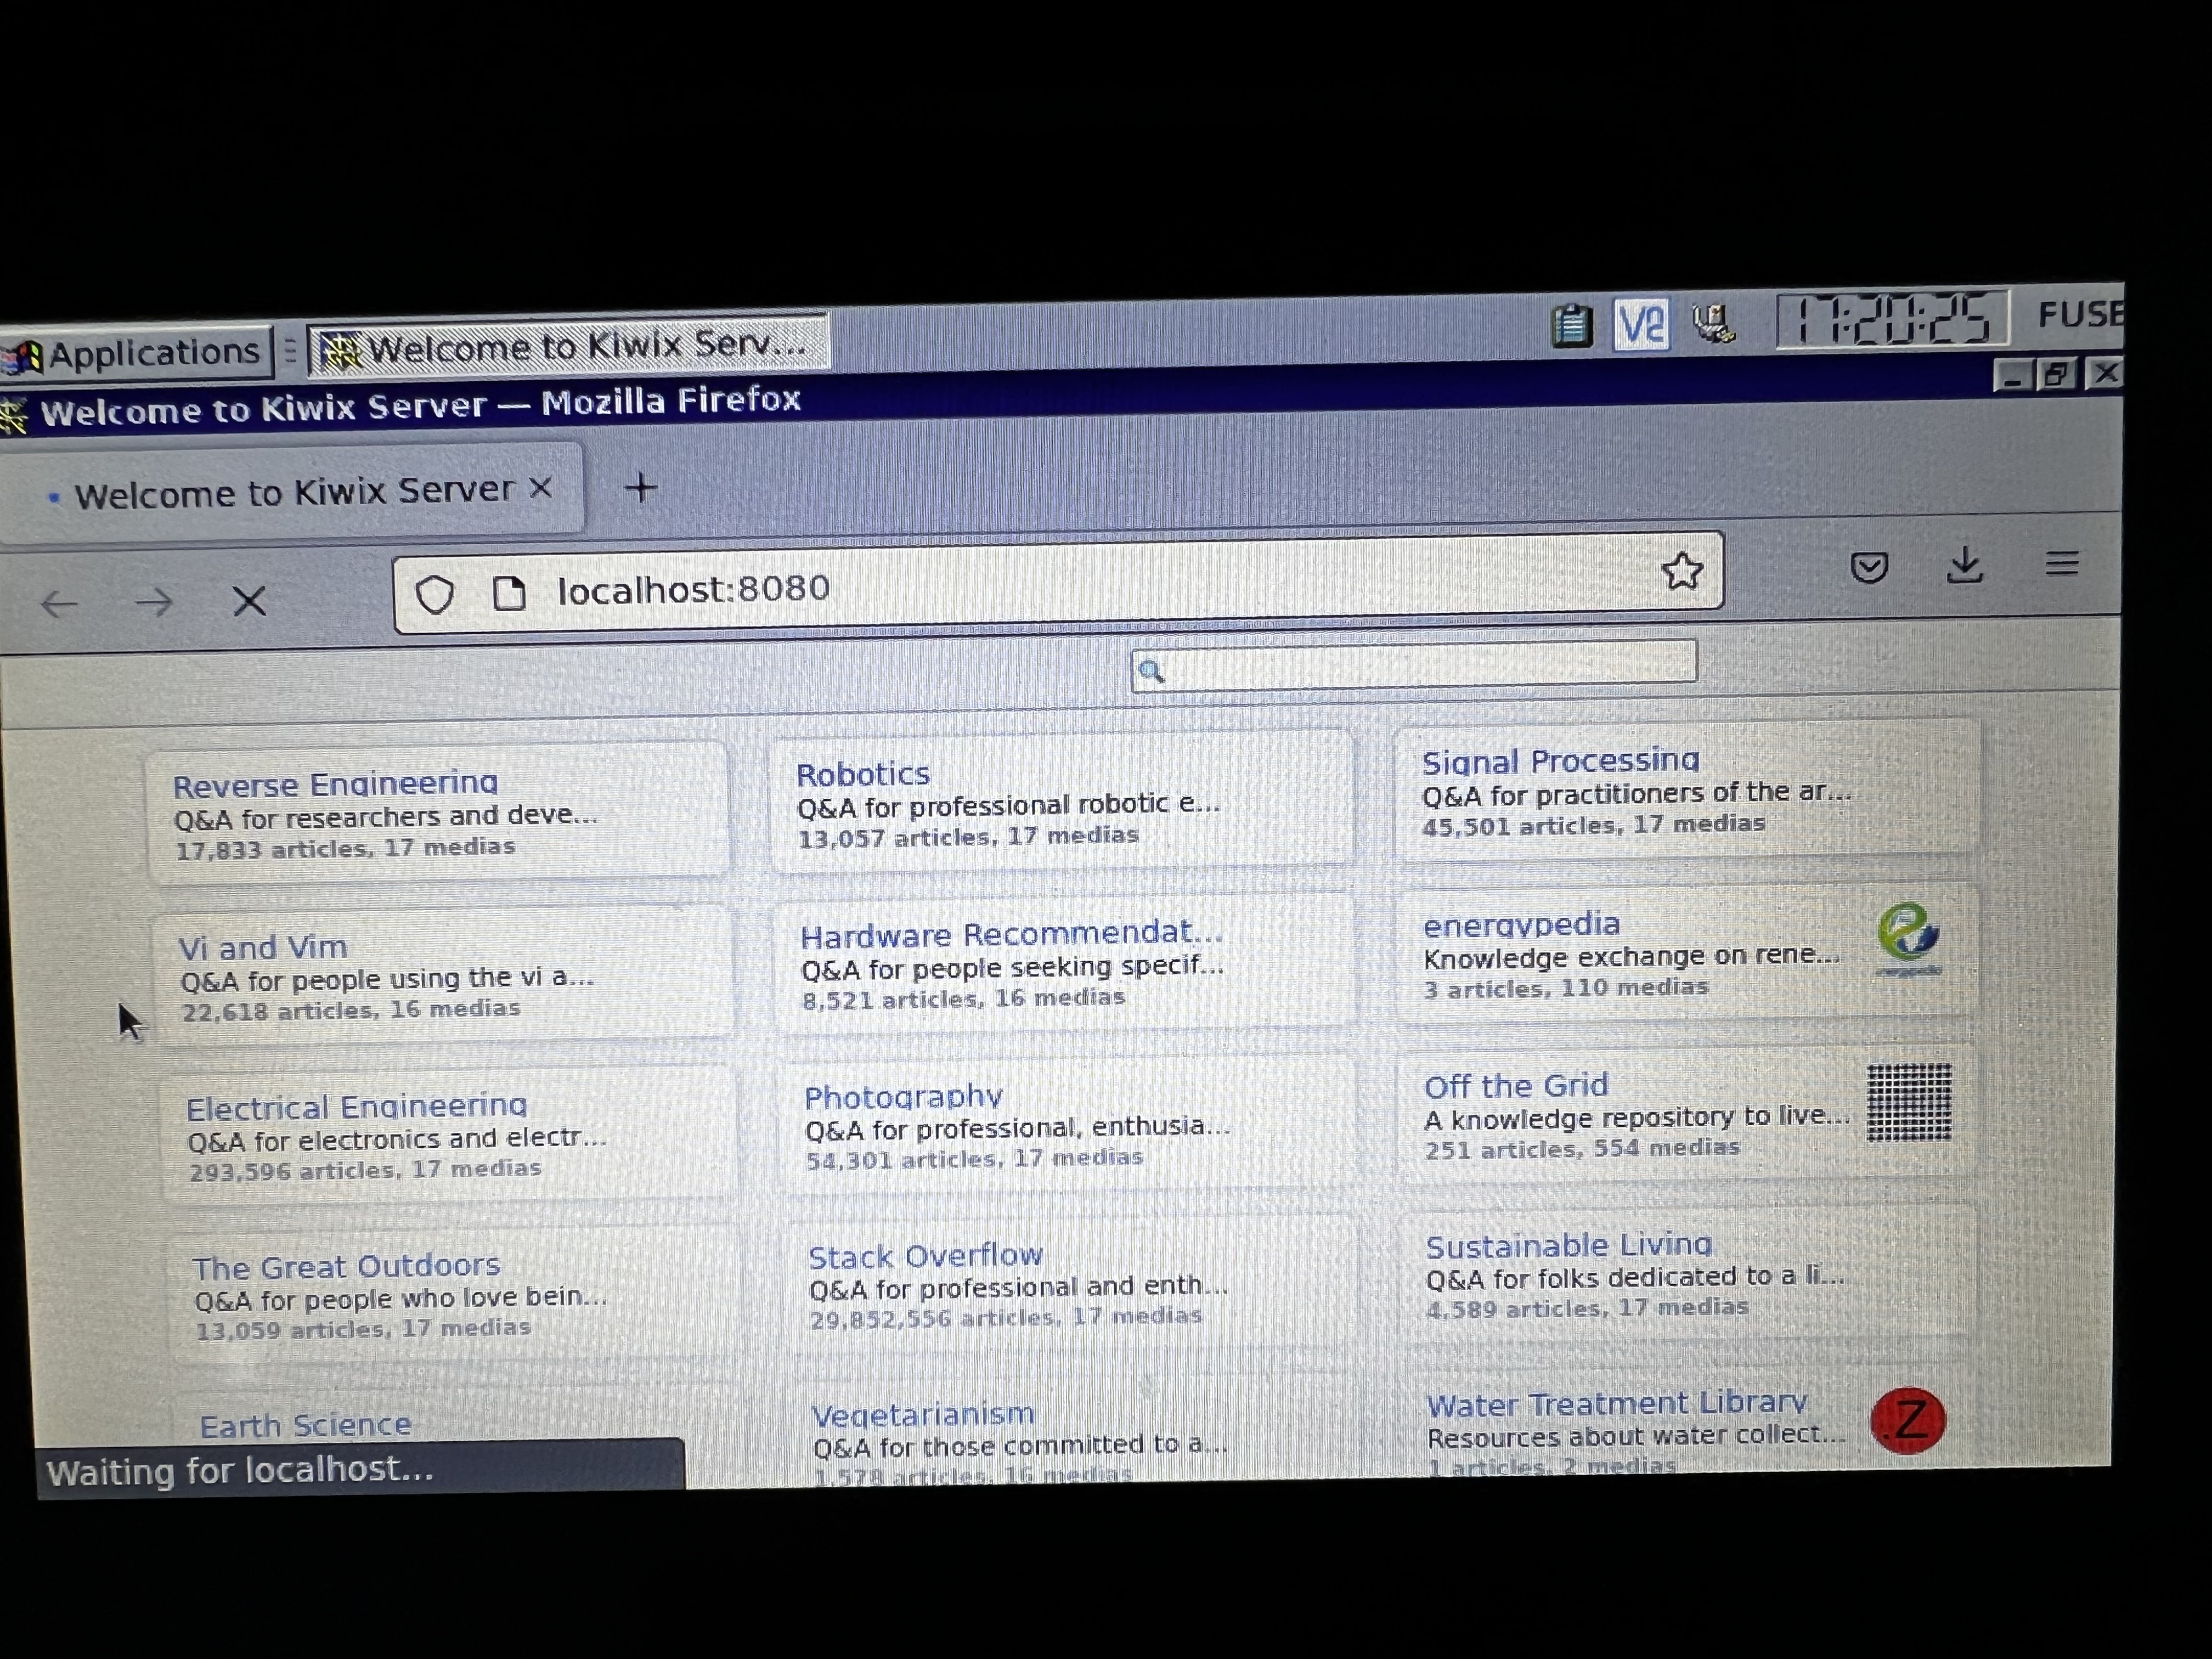 Applications
Welcome to Kiwix Serv...
V2
17:20:25
FUSE
Welcome to Kiwix Server — Mozilla Firefox
Welcome to Kiwix Server
localhost:8080
Reverse Engineering
Q&A for researchers and deve...
17,833 articles, 17 medias
Robotics
Q&A for professional robotic e...
13,057 articles, 17 medias
Signal Processing
Q&A for practitioners of the ar...
45,501 articles, 17 medias
Vi and Vim
Q&A for people using the vi a...
22,618 articles, 16 medias
Hardware Recommendat...
Q&A for people seeking specif...
8,521 articles, 16 medias
energypedia
Knowledge exchange on rene...
3 articles, 110 medias
Electrical Engineering
Q&A for electronics and electr...
293,596 articles, 17 medias
Photography
Q&A for professional, enthusia...
54,301 articles, 17 medias
Off the Grid
A knowledge repository to live...
251 articles, 554 medias
The Great Outdoors
Q&A for people who love bein...
13,059 articles, 17 medias
Stack Overflow
Q&A for professional and enth...
29,852,556 articles, 17 medias
Sustainable Living
Q&A for folks dedicated to a li...
4,589 articles, 17 medias
Earth Science
Vegetarianism
Q&A for those committed to a...
1,578 articles, 16 medias
Water Treatment Library
Resources about water collect...
1 articles, 2 medias
Z
Waiting for localhost...